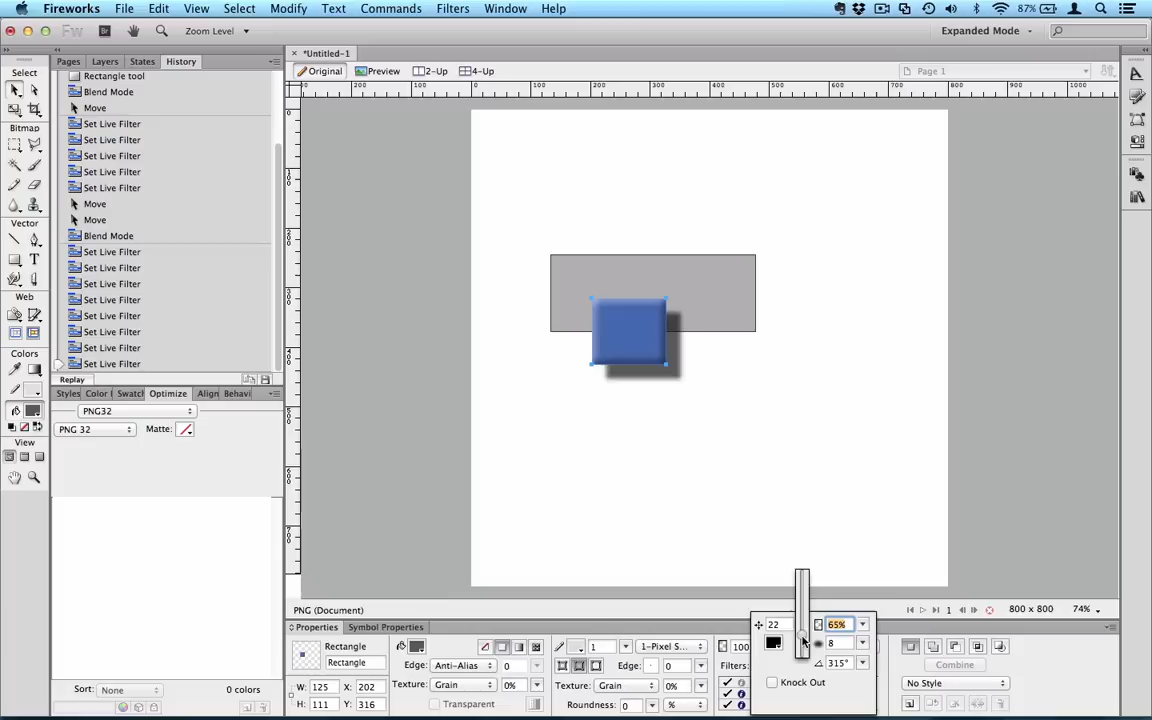 Fireworks File Edit View Select Modify Text Commands Filters Window Help 87%
Fw Br Zoom Level Expanded Mode
Select
Pages Layers States History
× *Untitled-1
Original Preview 2-Up 4-Up Page 1
Rectangle tool
Blend Mode
Move
Set Live Filter
Set Live Filter
Set Live Filter
Set Live Filter
Set Live Filter
Move
Move
Blend Mode
Set Live Filter
Set Live Filter
Set Live Filter
Set Live Filter
Set Live Filter
Set Live Filter
Set Live Filter
Set Live Filter
Replay
Bitmap
Vector
Web
Colors
View
Styles Swatch Optimize Align Behavi
PNG32
PNG 32 Matte:
Sort: None 0 colors
PNG (Document) 1 800 x 800 74%
Properties Symbol Properties
Rectangle
Rectangle
W: 125 X: 202
H: 111 Y: 316
Edge: Anti-Alias 0
Texture: Grain 0%
Transparent
1 1-Pixel S...
Edge: 0
Texture: Grain 0%
Roundness: 0 %
100
Filters:
22 65%
8
315°
Knock Out
Combine
No Style